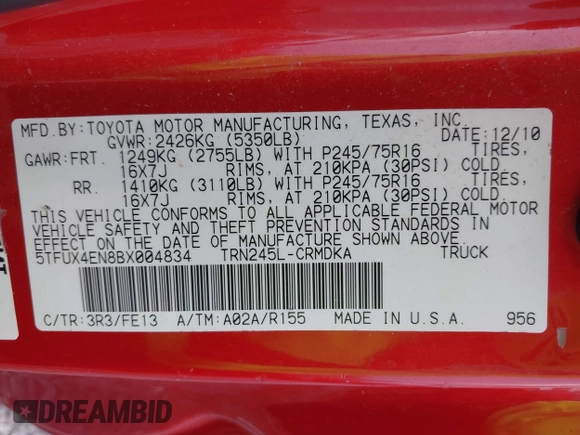 MFD.BY:TOYOTA MOTOR MANUFACTURING, TEXAS, INC.
GVWR:2426KG (5350LB) DATE:12/10
GAWR:FRT. 1249KG (2755LB) WITH P245/75R16 TIRES,
16X7J RIMS, AT 210KPA (30PSI) COLD
RR. 1410KG (3110LB) WITH P245/75R16 TIRES,
16X7J RIMS, AT 210KPA (30PSI) COLD
THIS VEHICLE CONFORMS TO ALL APPLICABLE FEDERAL MOTOR
VEHICLE SAFETY AND THEFT PREVENTION STANDARDS IN
EFFECT ON THE DATE OF MANUFACTURE SHOWN ABOVE.
5TFUX4EN8BX004834 TRN245L-CRMDKA TRUCK
C/TR:3R3/FE13 A/TM:A02A/R155 MADE IN U.S.A. 956
DREAMBID